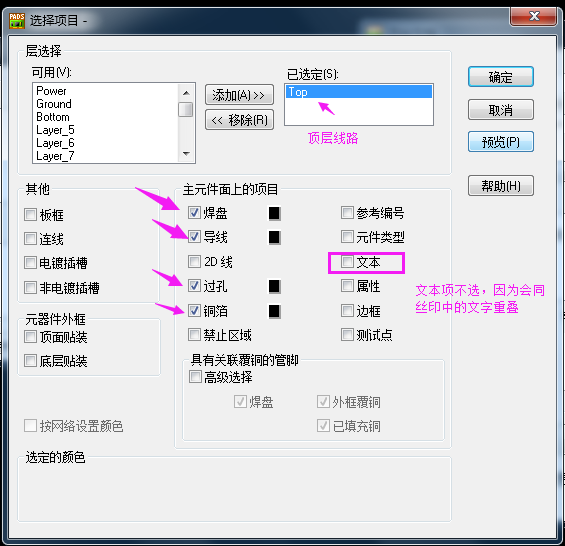 PADS
选择项目 -
层选择
可用(V):
Power
Ground
Bottom
Layer_5
Layer_6
Layer_7
添加(A) >>
<< 移除(R)
已选定(S):
Top
顶层线路
确定
取消
预览(P)
帮助(H)
其他
板框
连线
电镀插槽
非电镀插槽
元器件外框
顶面贴装
底层贴装
按网络设置颜色
主元件面上的项目
焊盘
导线
2D 线
过孔
铜箔
禁止区域
参考编号
元件类型
文本
属性
边框
测试点
文本项不选，因为会同
丝印中的文字重叠
具有关联覆铜的管脚
高级选择
焊盘
外框覆铜
已填充铜
选定的颜色